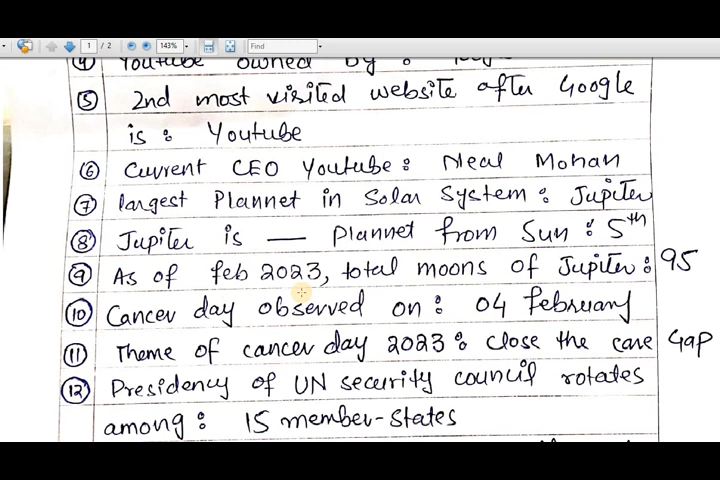 1 / 2 143% Find
④ Youtube owned by :
⑤ 2nd most visited website after Google
is : Youtube
⑥ Current CEO Youtube : Neal Mohan
⑦ largest Plannet in Solar System : Jupiter
⑧ Jupiter is — Plannet from Sun : 5th
⑨ As of feb 2023, total moons of Jupiter : 95
⑩ Cancer day observed on : 04 february
⑪ Theme of cancer day 2023 : Close the care Gap
⑫ Presidency of UN security council rotates
among : 15 member-states